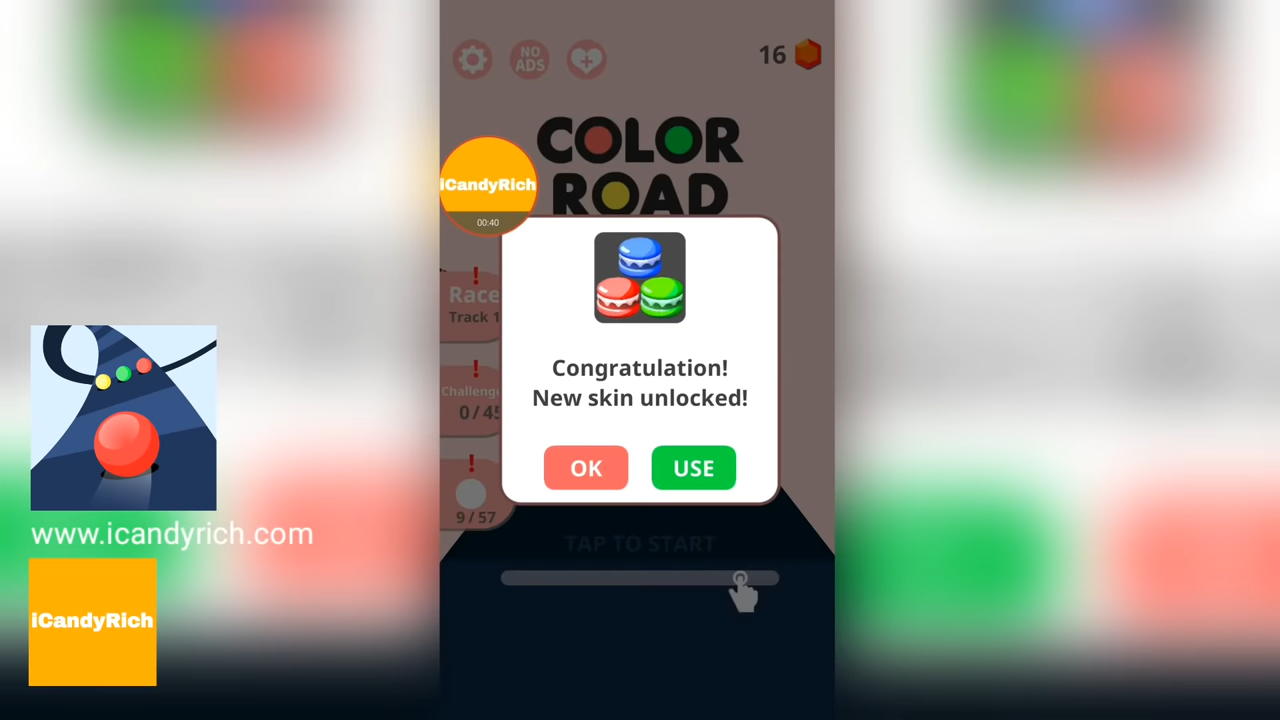 NO
ADS
16
COLOR
ROAD
iCandyRich
00:40
!
Race
Track 1
!
Challenge
0/45
!
9/57
Congratulation!
New skin unlocked!
OK
USE
TAP TO START
www.icandyrich.com
iCandyRich